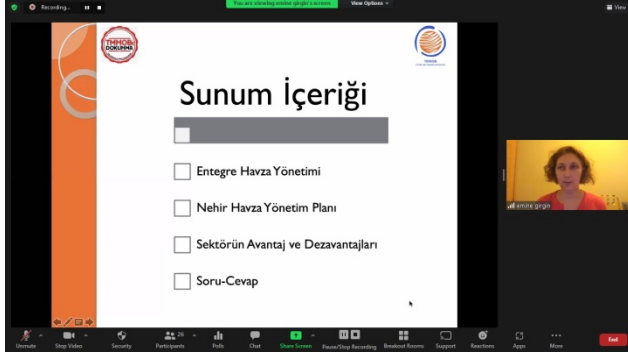 Recording...
You are viewing emine girgin's screen
View Options
View
TMMOB
DOKUNMA
TMMOB
Sunum İçeriği
Entegre Havza Yönetimi
Nehir Havza Yönetim Planı
Sektörün Avantaj ve Dezavantajları
Soru-Cevap
emine girgin
Unmute
Stop Video
Security
Participants
26
Polls
Chat
Share Screen
Pause/Stop Recording
Breakout Rooms
Support
Reactions
Apps
More
End